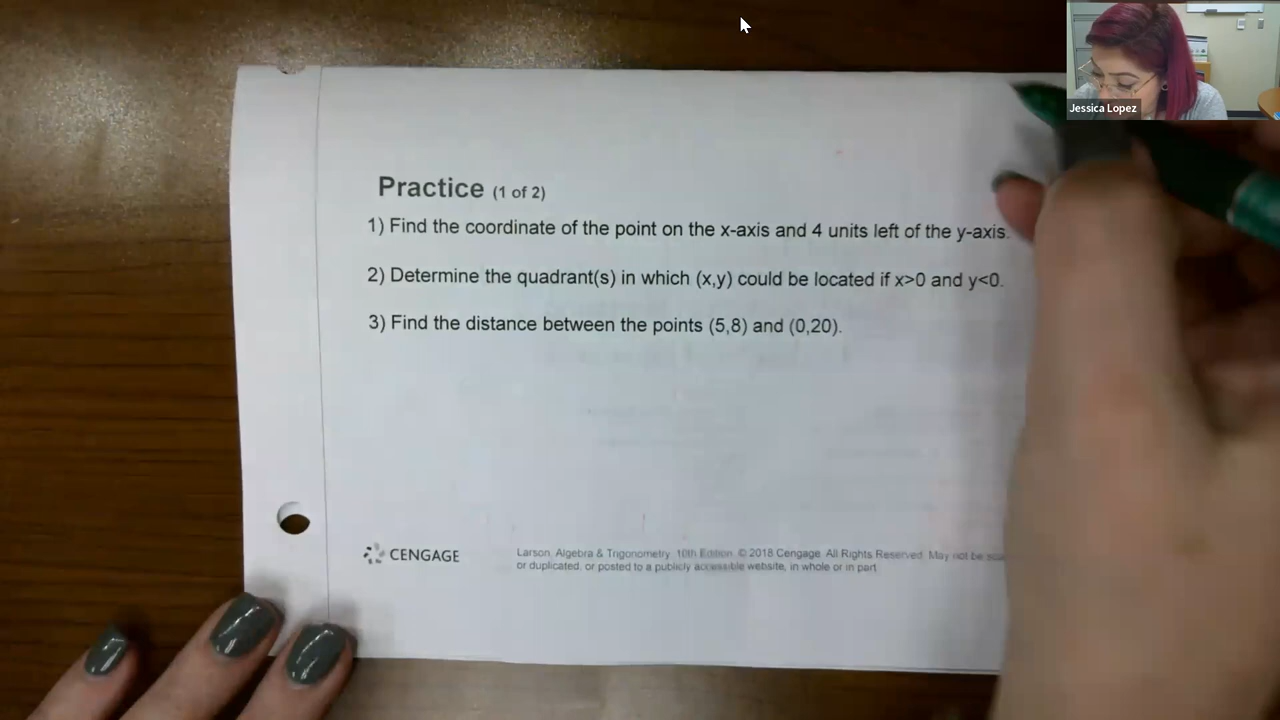 Jessica Lopez
Practice (1 of 2)
1) Find the coordinate of the point on the x-axis and 4 units left of the y-axis.
2) Determine the quadrant(s) in which (x,y) could be located if x>0 and y<0.
3) Find the distance between the points (5,8) and (0,20).
CENGAGE
Larson, Algebra & Trigonometry, 10th Edition. © 2018 Cengage. All Rights Reserved. May not be
or duplicated, or posted to a publicly accessible website, in whole or in part.